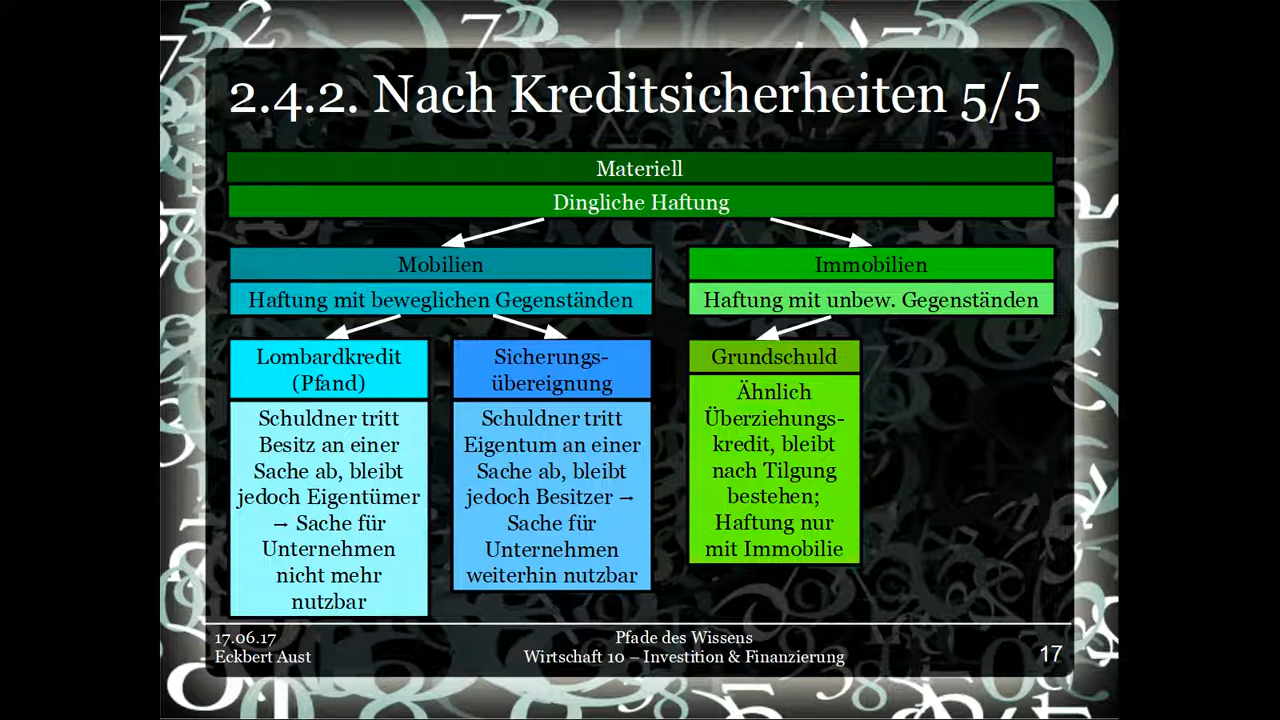 2.4.2. Nach Kreditsicherheiten 5/5
Materiell
Dingliche Haftung
Mobilien
Haftung mit beweglichen Gegenständen
Immobilien
Haftung mit unbew. Gegenständen
Lombardkredit
(Pfand)
Schuldner tritt
Besitz an einer
Sache ab, bleibt
jedoch Eigentümer
→ Sache für
Unternehmen
nicht mehr
nutzbar
Sicherungs-
übereignung
Schuldner tritt
Eigentum an einer
Sache ab, bleibt
jedoch Besitzer →
Sache für
Unternehmen
weiterhin nutzbar
Grundschuld
Ähnlich
Überziehungs-
kredit, bleibt
nach Tilgung
bestehen;
Haftung nur
mit Immobilie
17.06.17
Eckbert Aust
Pfade des Wissens
Wirtschaft 10 – Investition & Finanzierung
17